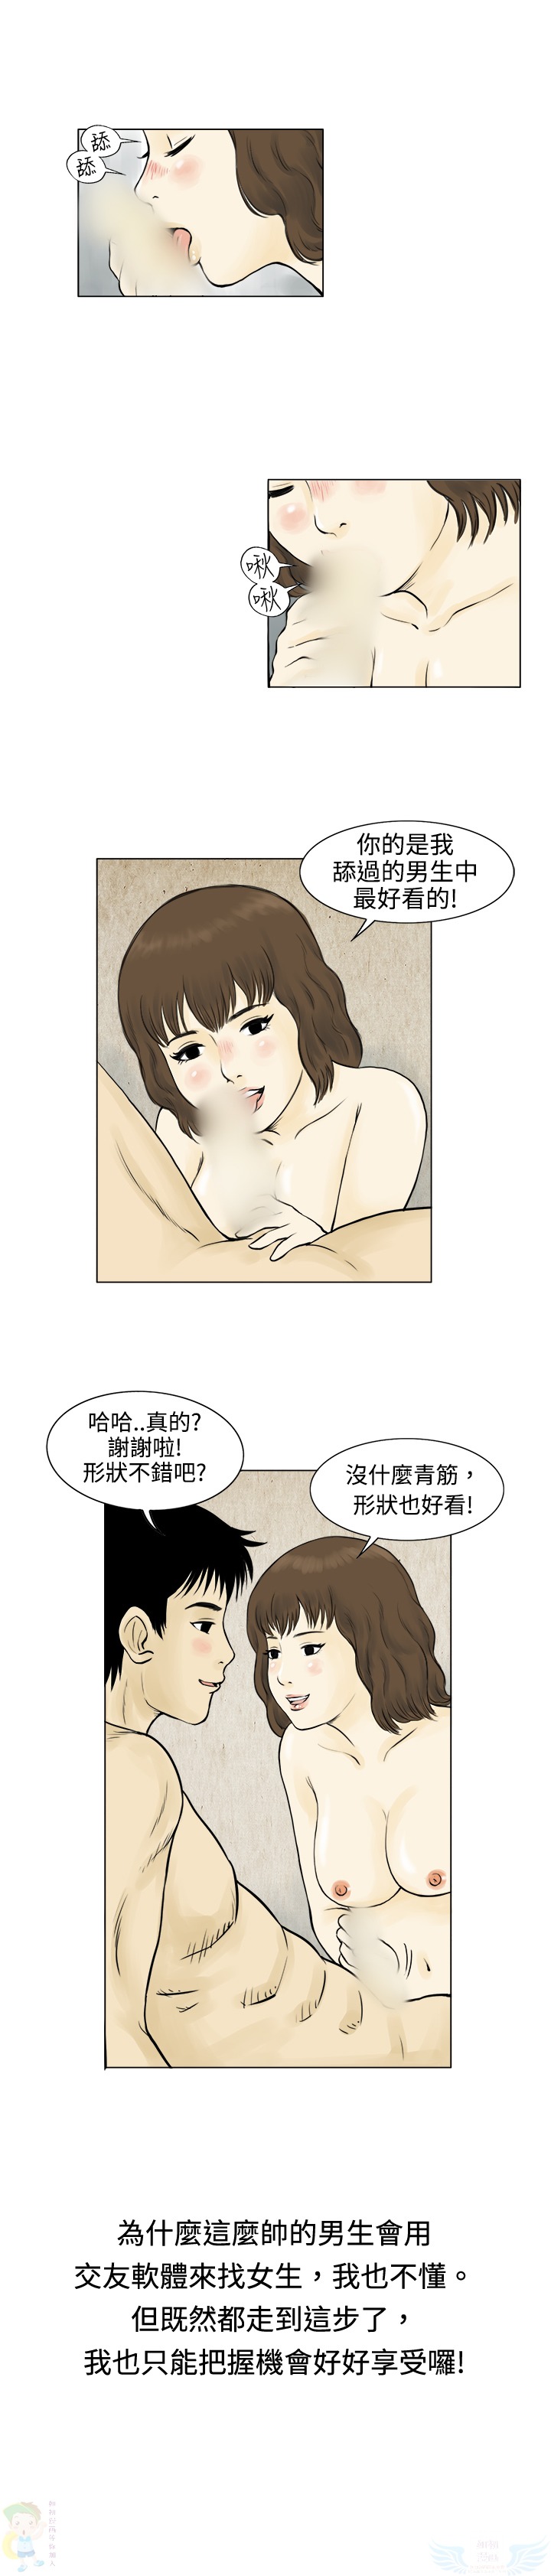 舔
舔
啾
啾
你的是我
舔過的男生中
最好看的!
哈哈..真的?
謝謝啦!
形狀不錯吧?
沒什麼青筋，
形狀也好看!
為什麼這麼帥的男生會用
交友軟體來找女生，我也不懂。
但既然都走到這步了，
我也只能把握機會好好享受囉!